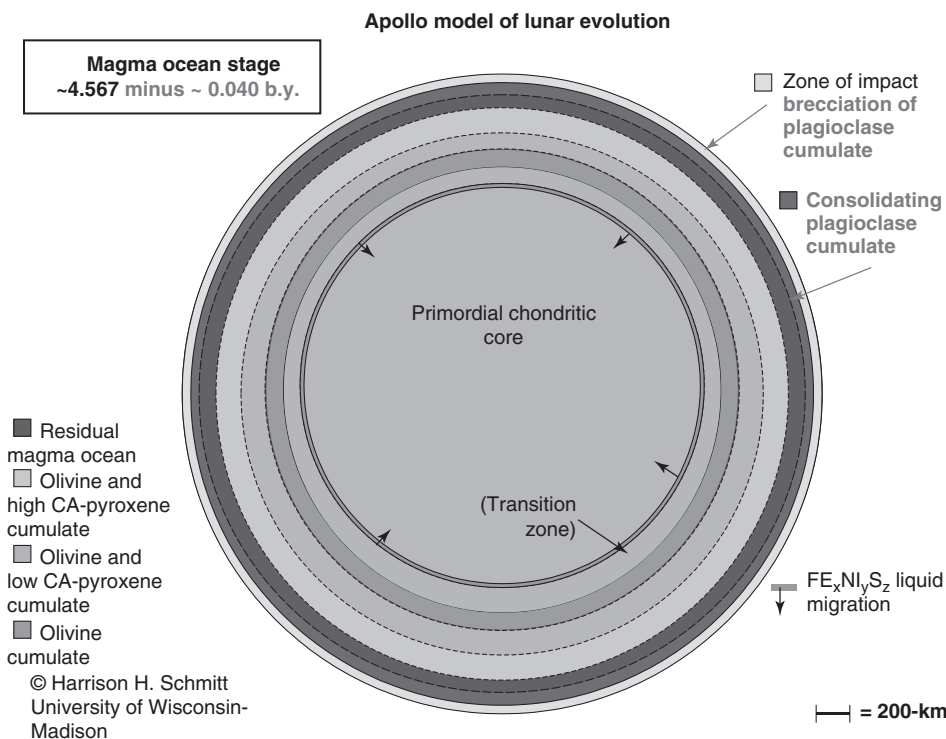 Apollo model of lunar evolution
Magma ocean stage
~4.567 minus ~ 0.040 b.y.
Zone of impact
brecciation of
plagioclase
cumulate
Consolidating
plagioclase
cumulate
Primordial chondritic
core
(Transition
zone)
Residual
magma ocean
Olivine and
high CA-pyroxene
cumulate
Olivine and
low CA-pyroxene
cumulate
Olivine
cumulate
© Harrison H. Schmitt
University of Wisconsin-
Madison
FExNIySz liquid
migration
= 200-km